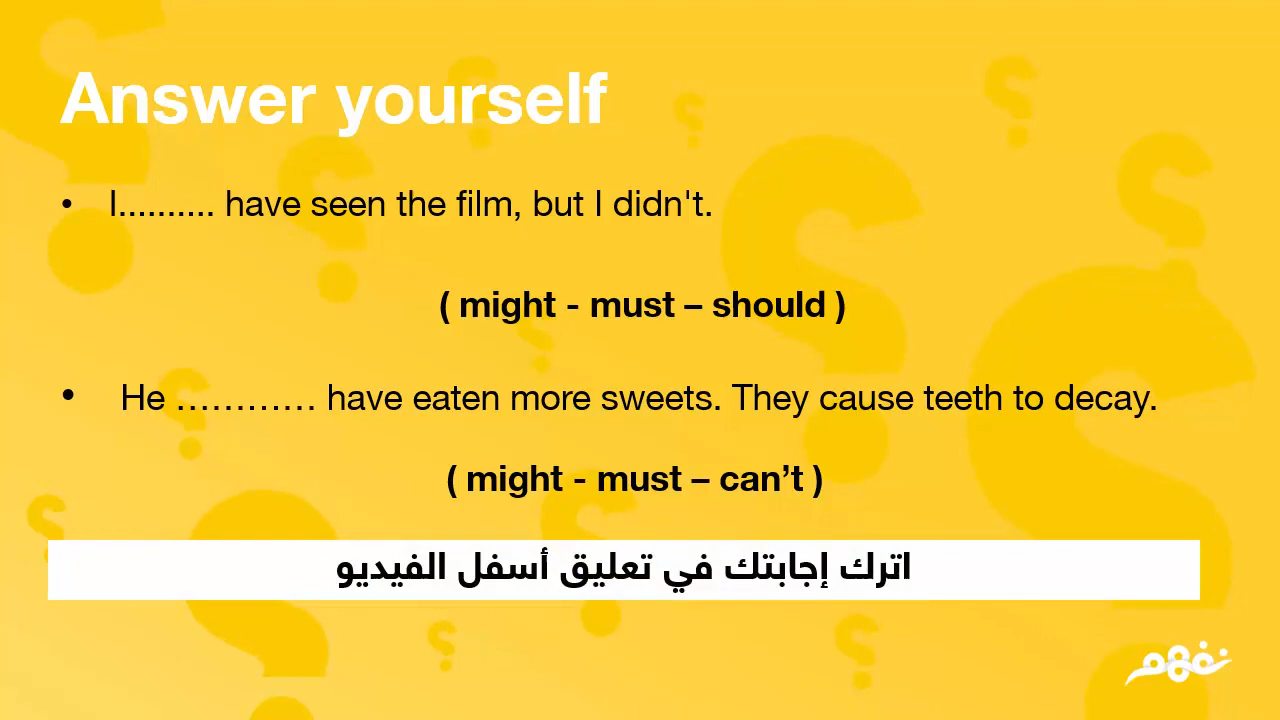 Answer yourself
• I.......... have seen the film, but I didn't.
( might - must – should )
• He ………… have eaten more sweets. They cause teeth to decay.
( might - must – can’t )
اترك إجابتك في تعليق أسفل الفيديو
نفهم